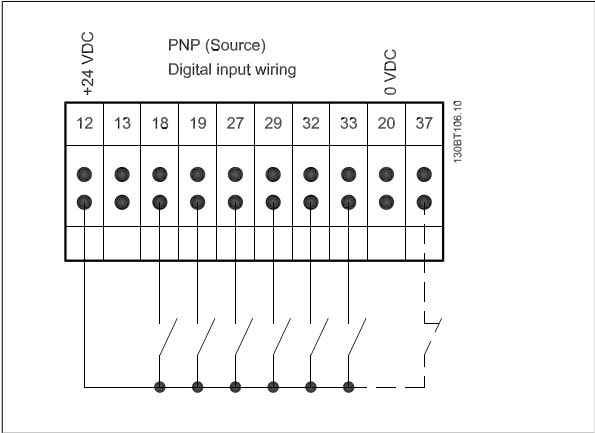 PNP (Source)
Digital input wiring
+24 VDC
0 VDC
12 13 18 19 27 29 32 33 20 37
130BT106.10